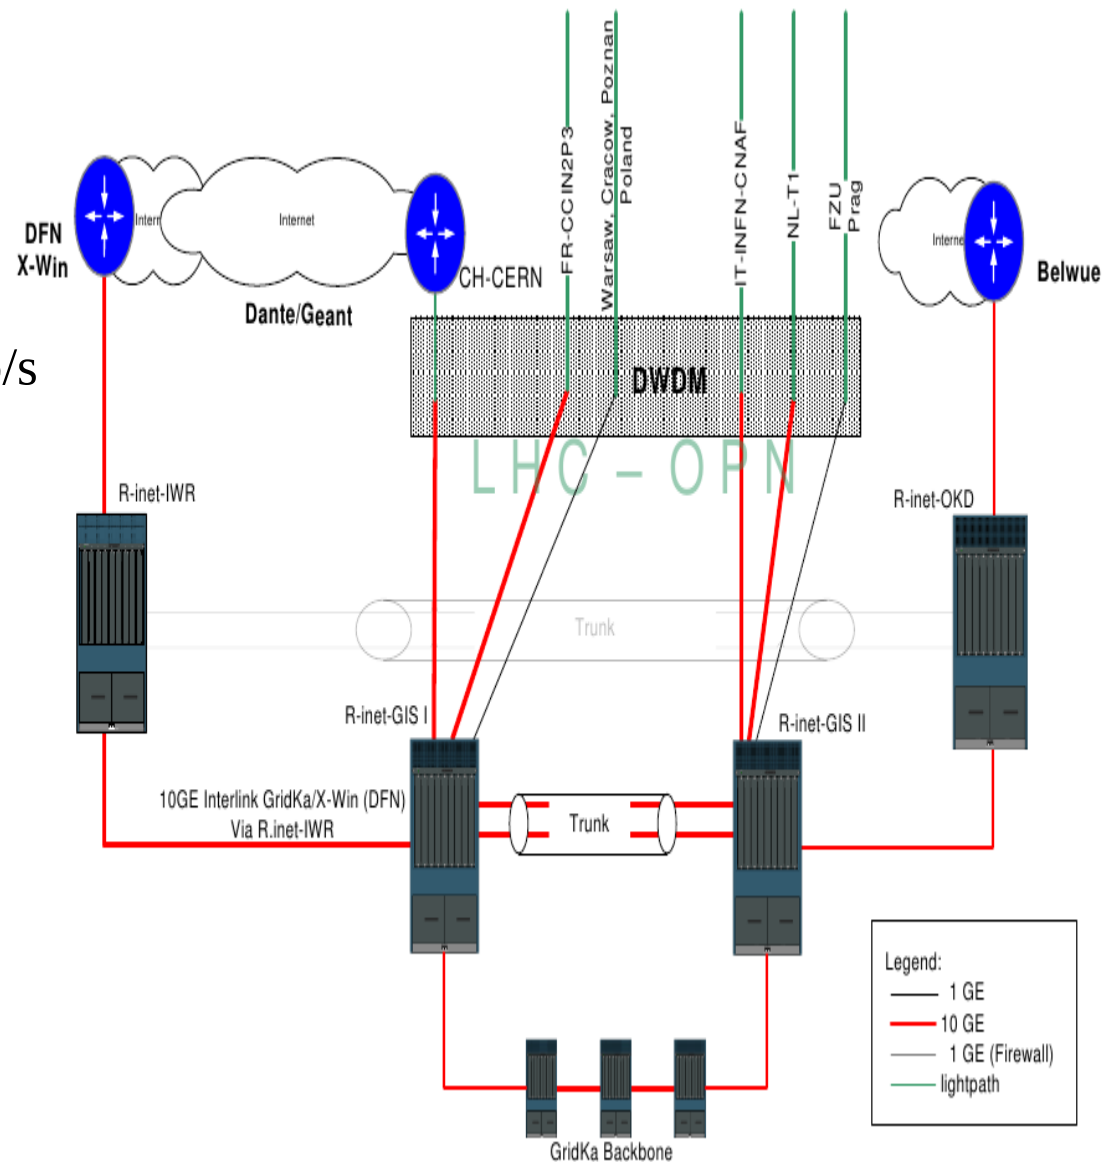 Warsaw, Cracow, Poznan
Poland
FR-CCIN2P3
IT-INFN-CNAF
NL-T1
FZU
Prag
Internet
DFN
X-Win
CH-CERN
Dante/Geant
Belwue
/s
DWDM
LHC - OPN
R-inet-IWR
R-inet-OKD
Trunk
R-inet-GIS I
R-inet-GIS II
10GE Interlink GridKa/X-Win (DFN)
Via R.inet-IWR
Trunk
Legend:
1 GE
10 GE
1 GE (Firewall)
lightpath
GridKa Backbone